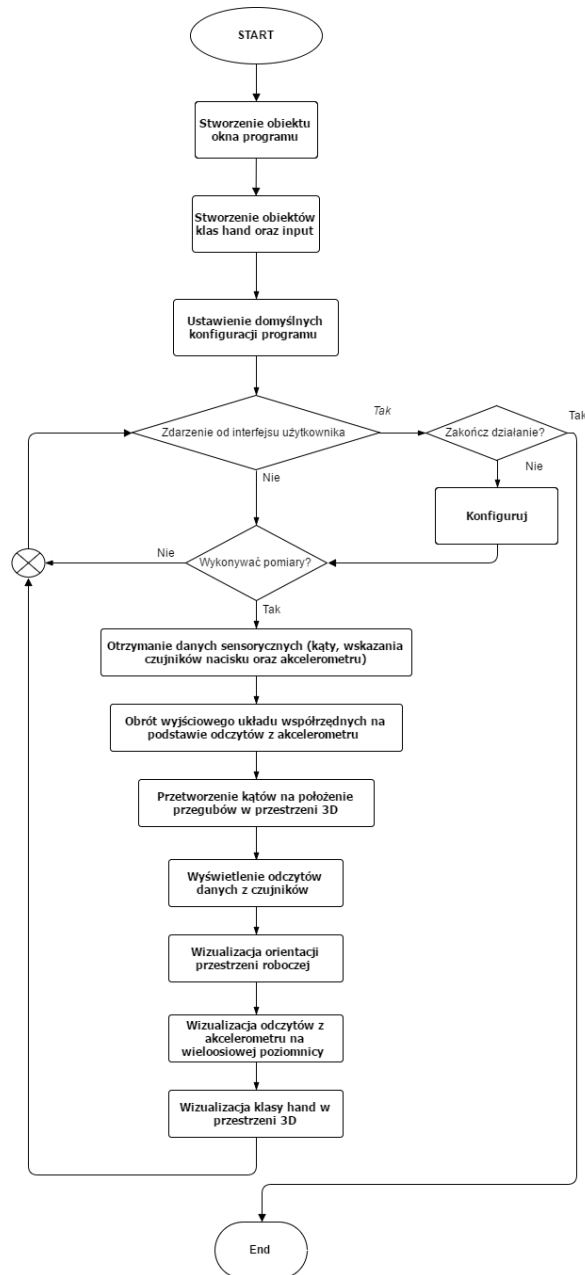 START
Stworzenie obiektu
okna programu
Stworzenie obiektów
klas hand oraz input
Ustawienie domyślnych
konfiguracji programu
Zdarzenie od interfejsu użytkownika
Tak
Zakończ działanie?
Tak
Nie
Nie
Konfiguruj
Wykonywać pomiary?
Nie
Tak
Otrzymanie danych sensorycznych (kąty, wskazania
czujników nacisku oraz akcelerometru)
Obrót wyjściowego układu współrzędnych na
podstawie odczytów z akcelerometru
Przetworzenie kątów na położenie
przegubów w przestrzeni 3D
Wyświetlenie odczytów
danych z czujników
Wizualizacja orientacji
przestrzeni roboczej
Wizualizacja odczytów z
akcelerometru na
wieloosiowej poziomnicy
Wizualizacja klasy hand w
przestrzeni 3D
End